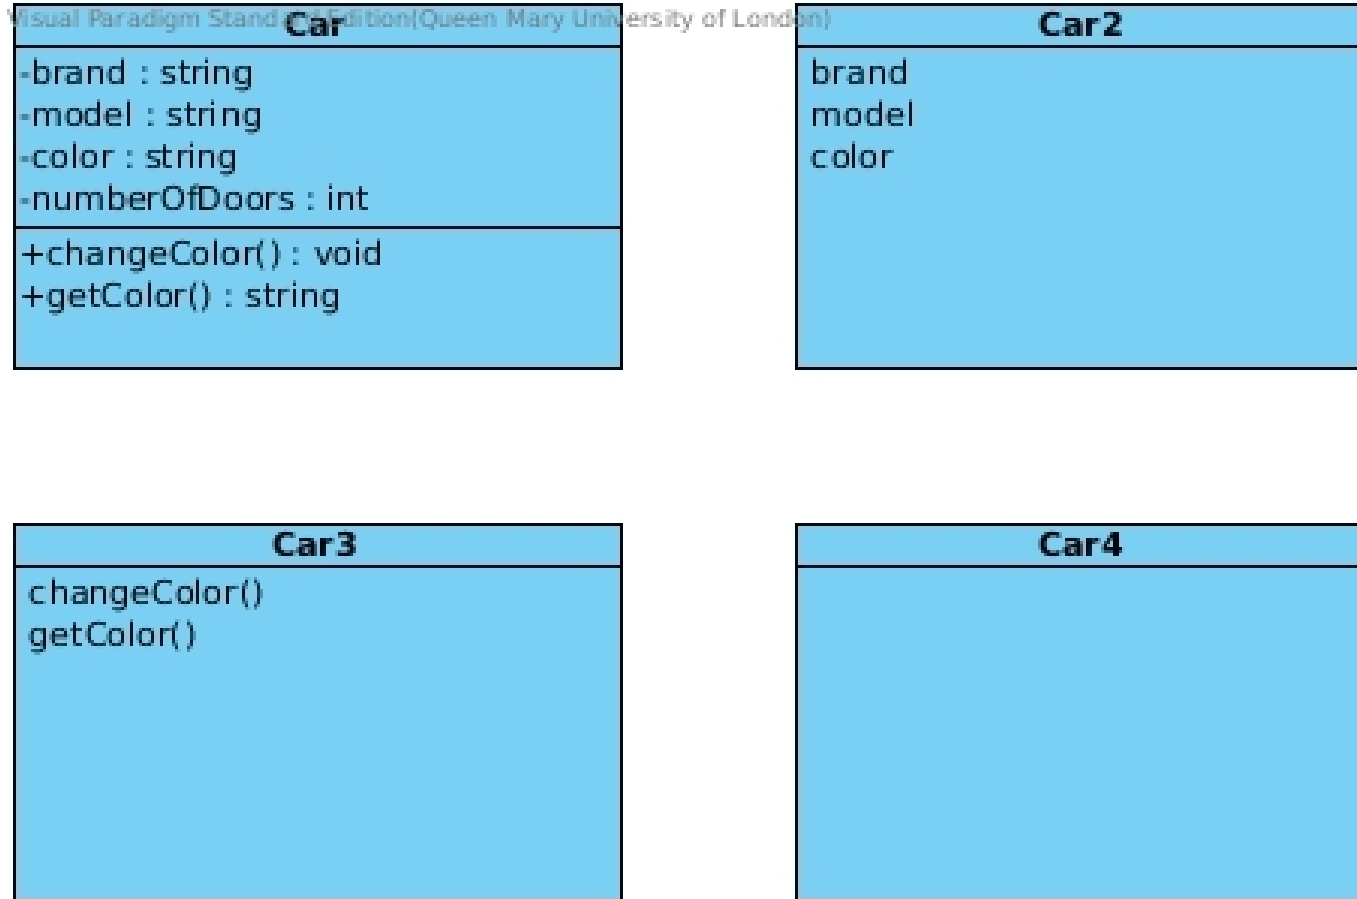 Visual Paradigm Standard Edition(Queen Mary University of London)
Car
-brand : string
-model : string
-color : string
-numberOfDoors : int
+changeColor() : void
+getColor() : string
Car2
brand
model
color
Car3
changeColor()
getColor()
Car4